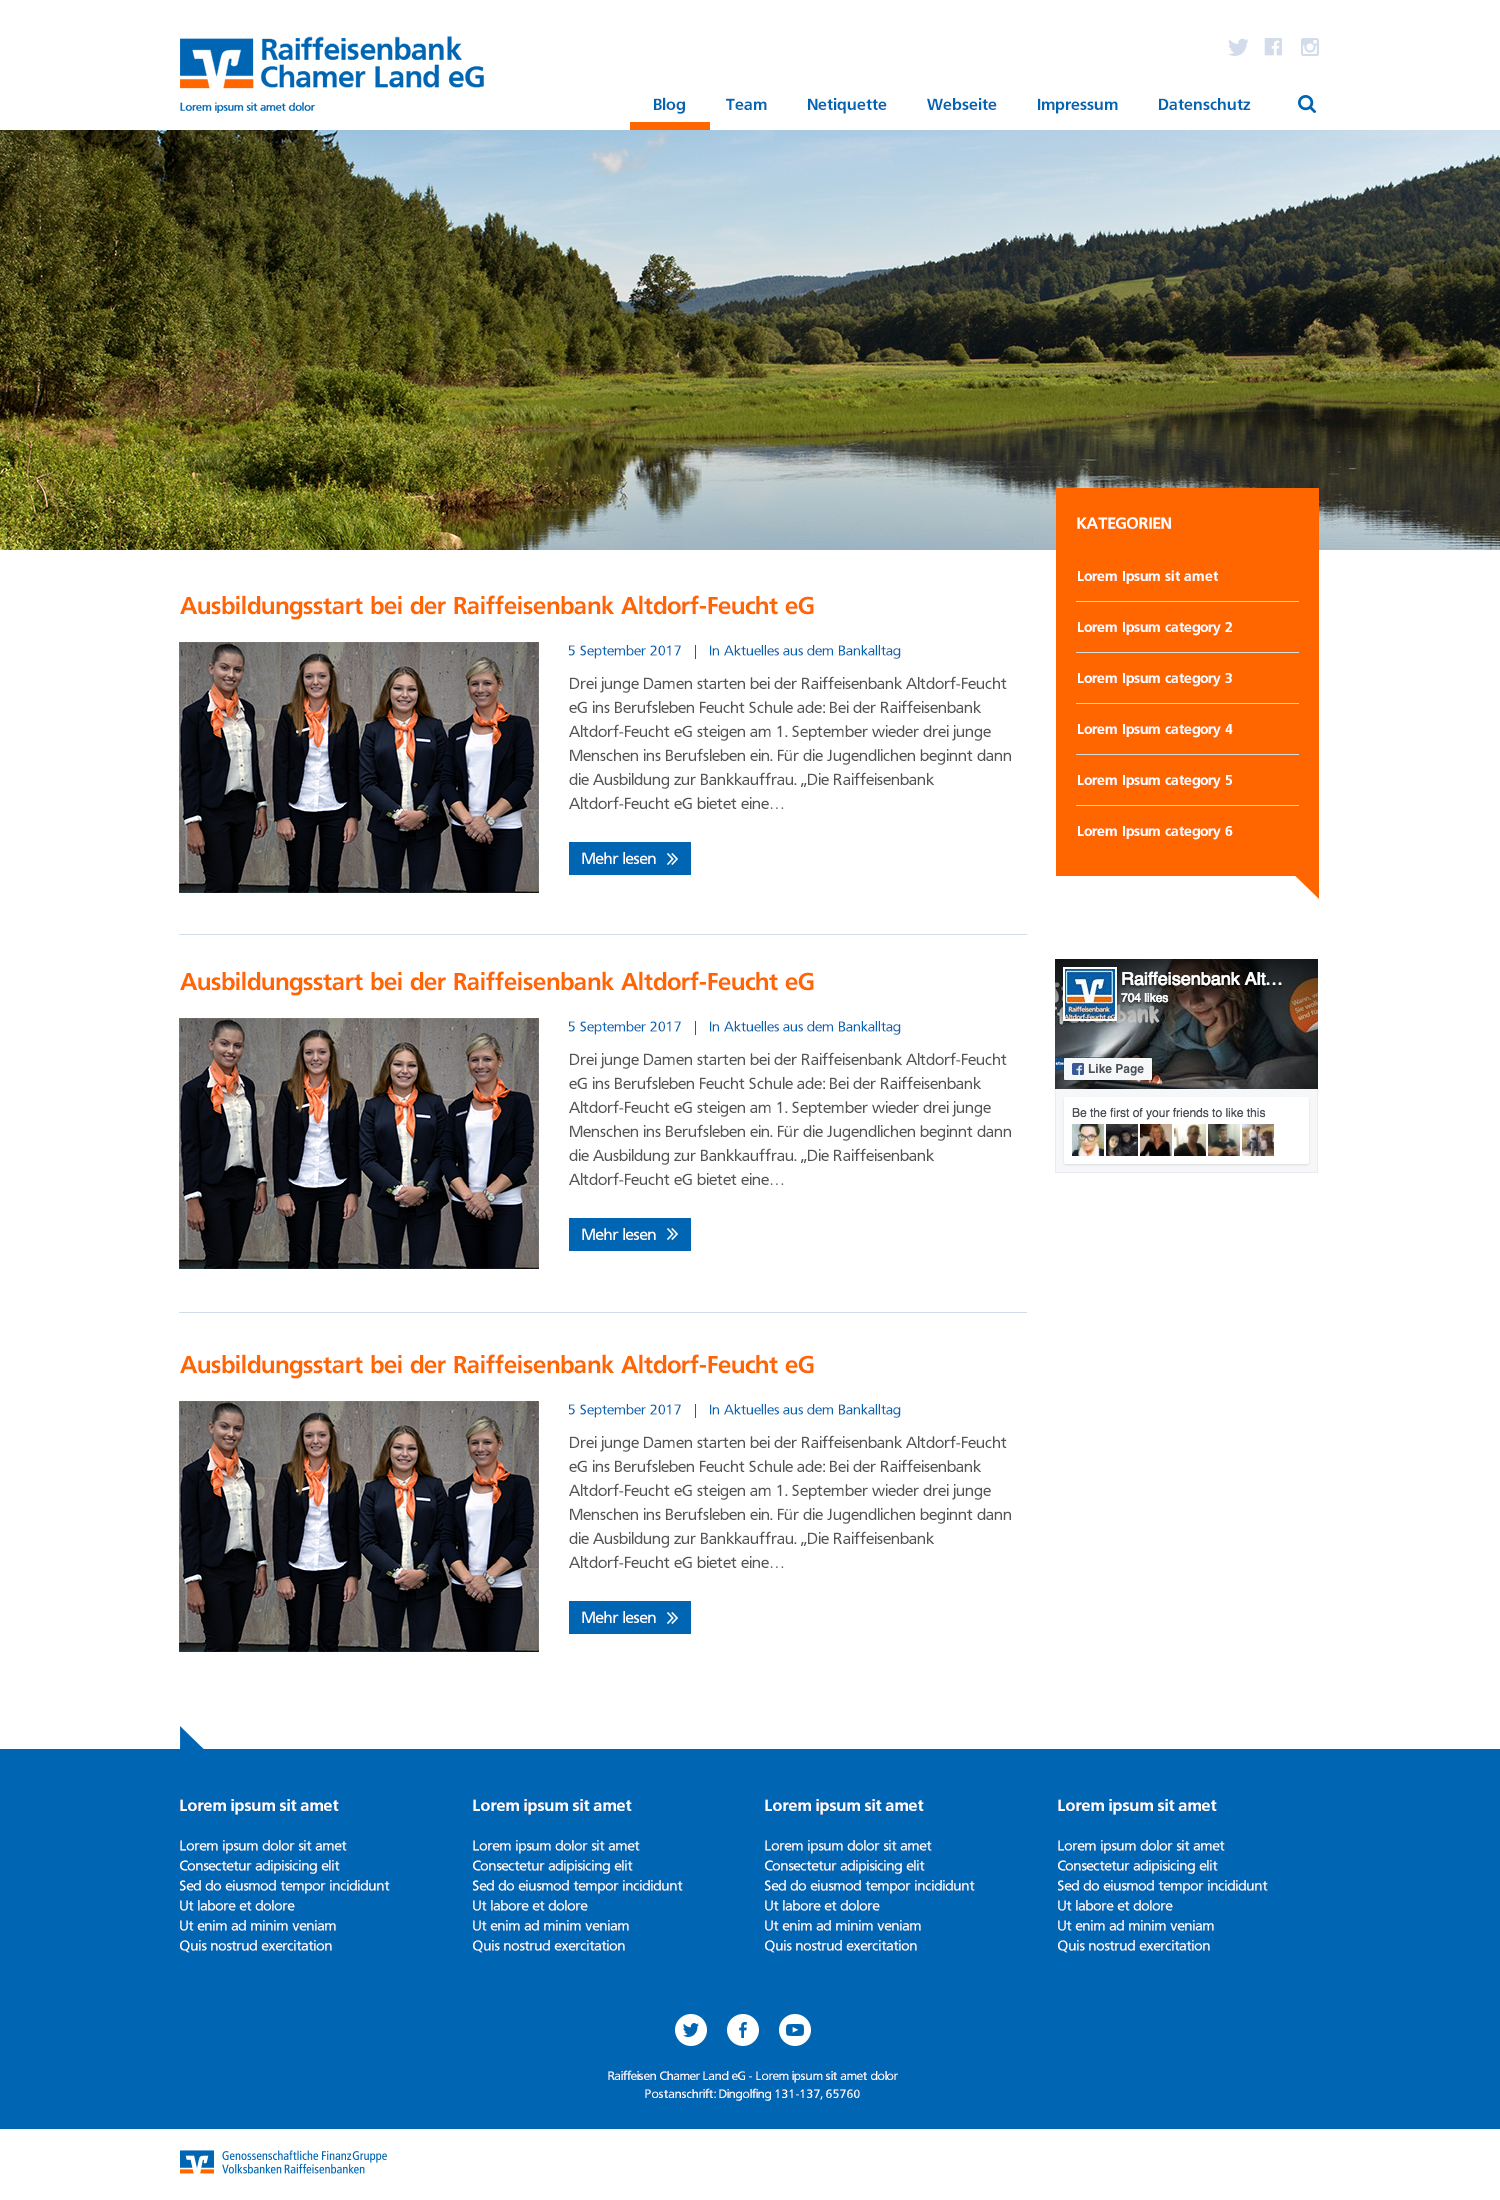 Raiffeisenbank
Chamer Land eG
Lorem ipsum sit amet dolor
Blog Team Netiquette Webseite Impressum Datenschutz
KATEGORIEN
Lorem Ipsum sit amet
Lorem Ipsum category 2
Lorem Ipsum category 3
Lorem Ipsum category 4
Lorem Ipsum category 5
Lorem Ipsum category 6
Ausbildungsstart bei der Raiffeisenbank Altdorf-Feucht eG
5 September 2017 | In Aktuelles aus dem Bankalltag
Drei junge Damen starten bei der Raiffeisenbank Altdorf-Feucht
eG ins Berufsleben Feucht Schule ade: Bei der Raiffeisenbank
Altdorf-Feucht eG steigen am 1. September wieder drei junge
Menschen ins Berufsleben ein. Für die Jugendlichen beginnt dann
die Ausbildung zur Bankkauffrau. „Die Raiffeisenbank
Altdorf-Feucht eG bietet eine…
Mehr lesen
Ausbildungsstart bei der Raiffeisenbank Altdorf-Feucht eG
5 September 2017 | In Aktuelles aus dem Bankalltag
Drei junge Damen starten bei der Raiffeisenbank Altdorf-Feucht
eG ins Berufsleben Feucht Schule ade: Bei der Raiffeisenbank
Altdorf-Feucht eG steigen am 1. September wieder drei junge
Menschen ins Berufsleben ein. Für die Jugendlichen beginnt dann
die Ausbildung zur Bankkauffrau. „Die Raiffeisenbank
Altdorf-Feucht eG bietet eine…
Mehr lesen
Raiffeisenbank Alt...
704 likes
Raiffeisenbank
Altdorf-Feucht eG
Like Page
Be the first of your friends to like this
Ausbildungsstart bei der Raiffeisenbank Altdorf-Feucht eG
5 September 2017 | In Aktuelles aus dem Bankalltag
Drei junge Damen starten bei der Raiffeisenbank Altdorf-Feucht
eG ins Berufsleben Feucht Schule ade: Bei der Raiffeisenbank
Altdorf-Feucht eG steigen am 1. September wieder drei junge
Menschen ins Berufsleben ein. Für die Jugendlichen beginnt dann
die Ausbildung zur Bankkauffrau. „Die Raiffeisenbank
Altdorf-Feucht eG bietet eine…
Mehr lesen
Lorem ipsum sit amet
Lorem ipsum dolor sit amet
Consectetur adipisicing elit
Sed do eiusmod tempor incididunt
Ut labore et dolore
Ut enim ad minim veniam
Quis nostrud exercitation
Lorem ipsum sit amet
Lorem ipsum dolor sit amet
Consectetur adipisicing elit
Sed do eiusmod tempor incididunt
Ut labore et dolore
Ut enim ad minim veniam
Quis nostrud exercitation
Lorem ipsum sit amet
Lorem ipsum dolor sit amet
Consectetur adipisicing elit
Sed do eiusmod tempor incididunt
Ut labore et dolore
Ut enim ad minim veniam
Quis nostrud exercitation
Lorem ipsum sit amet
Lorem ipsum dolor sit amet
Consectetur adipisicing elit
Sed do eiusmod tempor incididunt
Ut labore et dolore
Ut enim ad minim veniam
Quis nostrud exercitation
Raiffeisen Chamer Land eG - Lorem ipsum sit amet dolor
Postanschrift: Dingolfing 131-137, 65760
Genossenschaftliche FinanzGruppe
Volksbanken Raiffeisenbanken